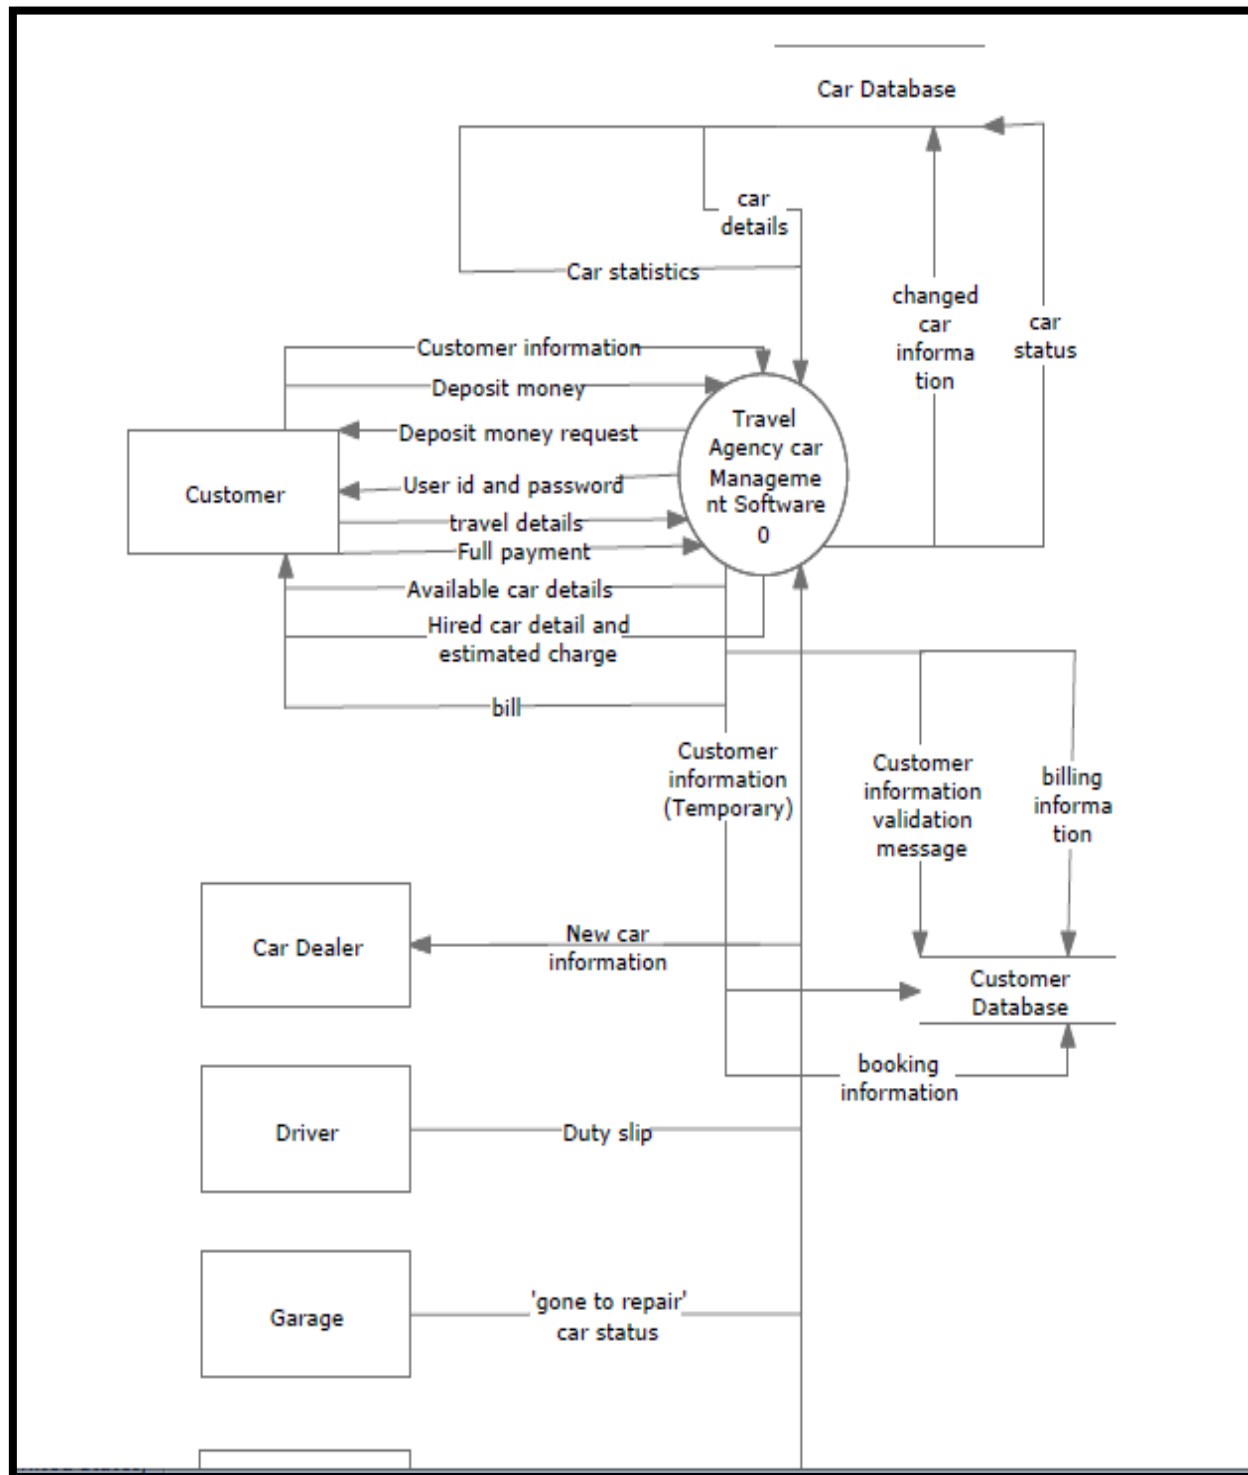 Car Database
car
details
Car statistics
changed
car
informa
tion
car
status
Customer information
Deposit money
Deposit money request
User id and password
travel details
Full payment
Available car details
Hired car detail and
estimated charge
bill
Customer
Travel
Agency car
Manageme
nt Software
0
Customer
information
(Temporary)
Customer
information
validation
message
billing
informa
tion
Car Dealer
New car
information
Customer
Database
booking
information
Driver
Duty slip
Garage
'gone to repair'
car status